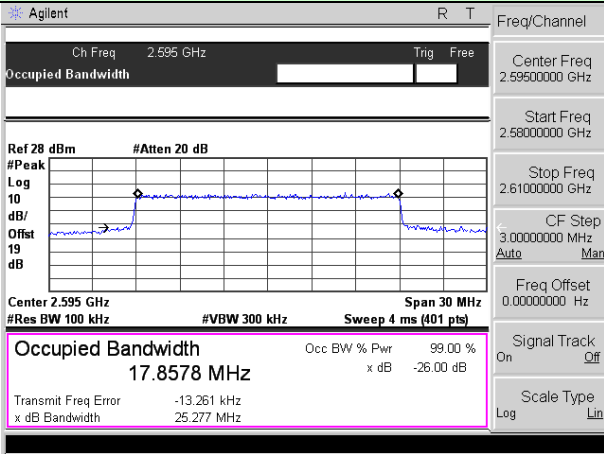 Agilent
R T
Ch Freq 2.595 GHz Trig Free
Occupied Bandwidth
Ref 28 dBm #Atten 20 dB
#Peak
Log
10
dB/
Offst
19
dB
Center 2.595 GHz Span 30 MHz
#Res BW 100 kHz #VBW 300 kHz Sweep 4 ms (401 pts)
Occupied Bandwidth Occ BW % Pwr 99.00 %
17.8578 MHz x dB -26.00 dB
Transmit Freq Error -13.261 kHz
x dB Bandwidth 25.277 MHz
Freq/Channel
Center Freq
2.59500000 GHz
Start Freq
2.58000000 GHz
Stop Freq
2.61000000 GHz
CF Step
3.00000000 MHz
Auto Man
Freq Offset
0.00000000 Hz
Signal Track
On Off
Scale Type
Log Lin